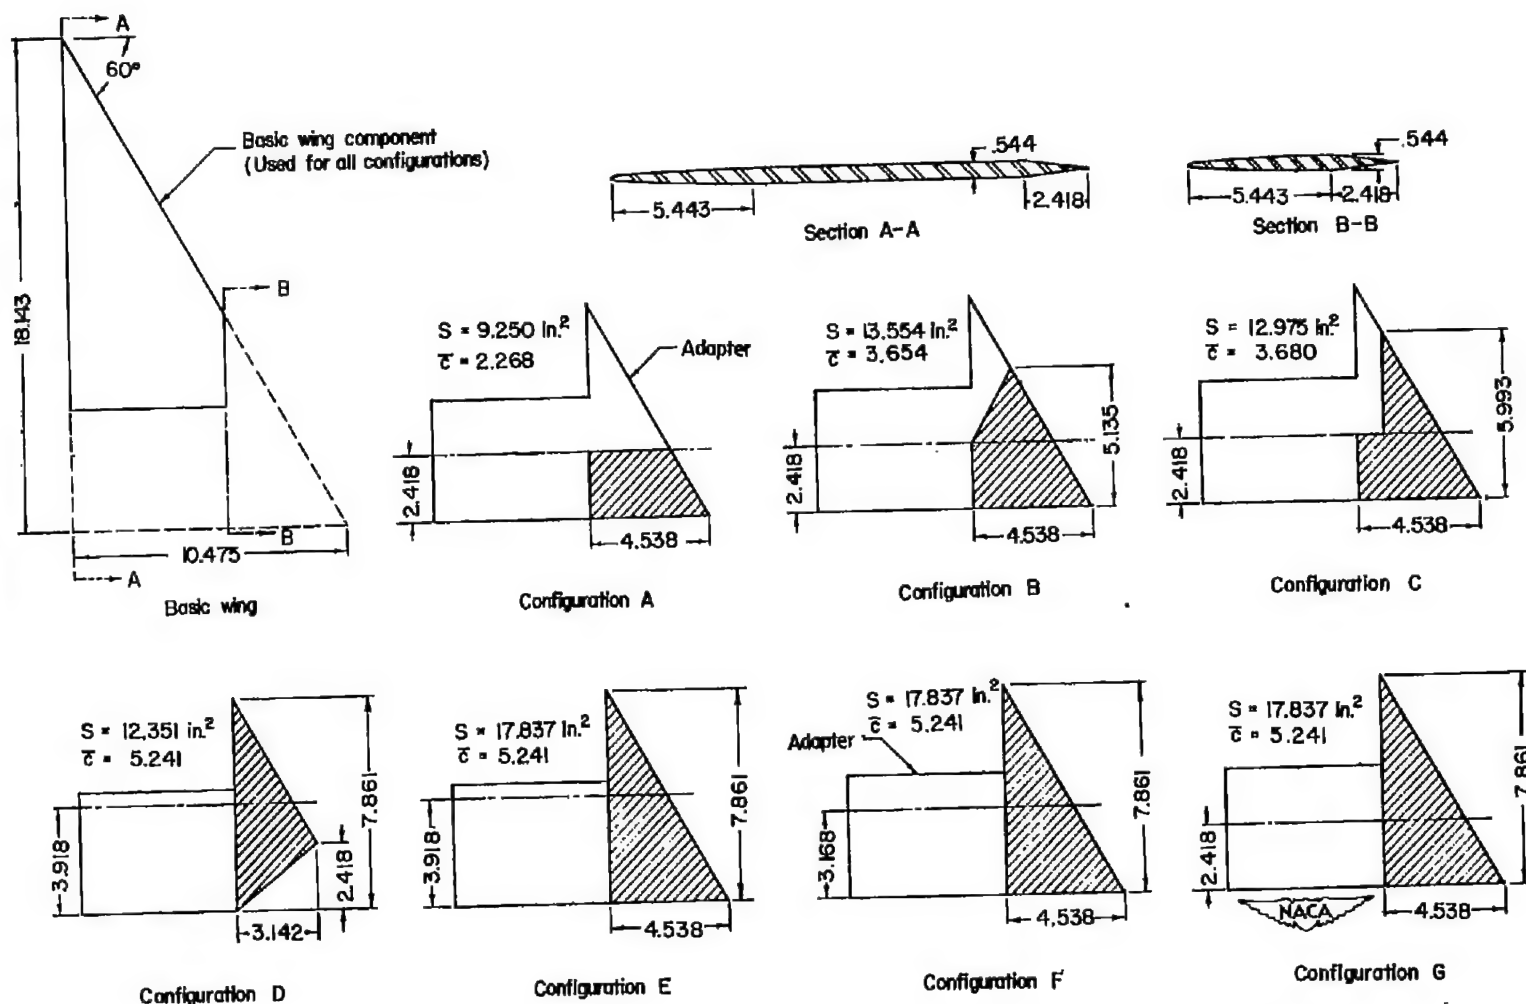 A
60°
Basic wing component
(Used for all configurations)
18.143
B
B
10.475
A
Basic wing
.544
5.443
2.418
Section A-A
.544
5.443
2.418
Section B-B
S = 9.250 in.²
c̅ = 2.268
Adapter
2.418
4.538
Configuration A
S = 13.554 in.²
c̅ = 3.654
2.418
5.135
4.538
Configuration B
S = 12.975 in.²
c̅ = 3.680
2.418
5.993
4.538
Configuration C
S = 12.351 in.²
c̅ = 5.241
3.918
7.861
2.418
3.142
Configuration D
S = 17.837 in.²
c̅ = 5.241
3.918
7.861
4.538
Configuration E
S = 17.837 in.²
c̅ = 5.241
Adapter
3.168
7.861
4.538
Configuration F
S = 17.837 in.²
c̅ = 5.241
2.418
7.861
NACA
4.538
Configuration G